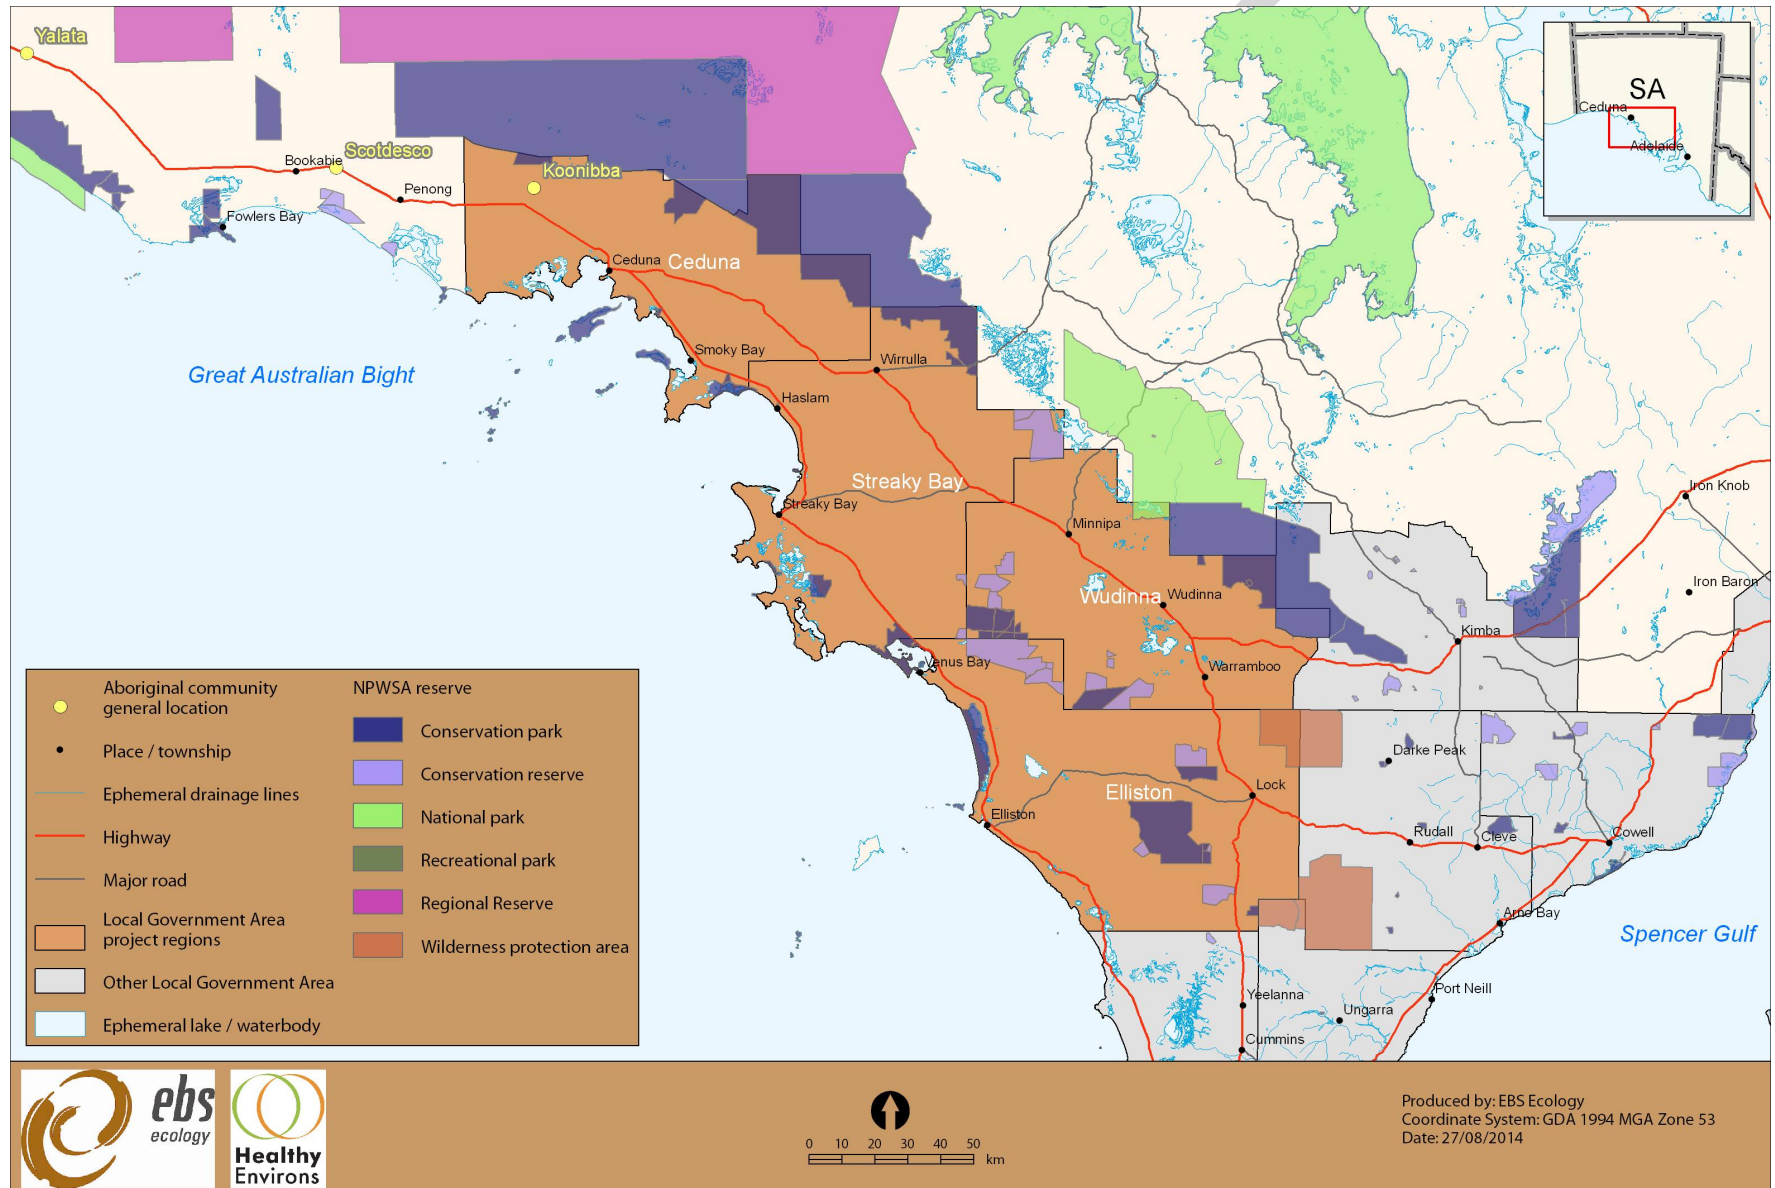 Yalata
Bookabie
Scotdesco
Koonibba
Penong
Fowlers Bay
SA
Ceduna
Adelaide
Ceduna
Ceduna
Great Australian Bight
Smoky Bay
Wirrulla
Haslam
Streaky Bay
Streaky Bay
Minnipa
Iron Knob
Iron Baron
Wudinna
Wudinna
Kimba
Venus Bay
Warramboo
Darke Peak
Elliston
Lock
Elliston
Rudall
Cleve
Cowell
Arno Bay
Spencer Gulf
Port Neill
Yeelanna
Ungarra
Cummins
Aboriginal community
general location
Place / township
Ephemeral drainage lines
Highway
Major road
Local Government Area
project regions
Other Local Government Area
Ephemeral lake / waterbody
NPWSA reserve
Conservation park
Conservation reserve
National park
Recreational park
Regional Reserve
Wilderness protection area
ebs
ecology
Healthy
Environs
0 10 20 30 40 50
km
Produced by: EBS Ecology
Coordinate System: GDA 1994 MGA Zone 53
Date: 27/08/2014